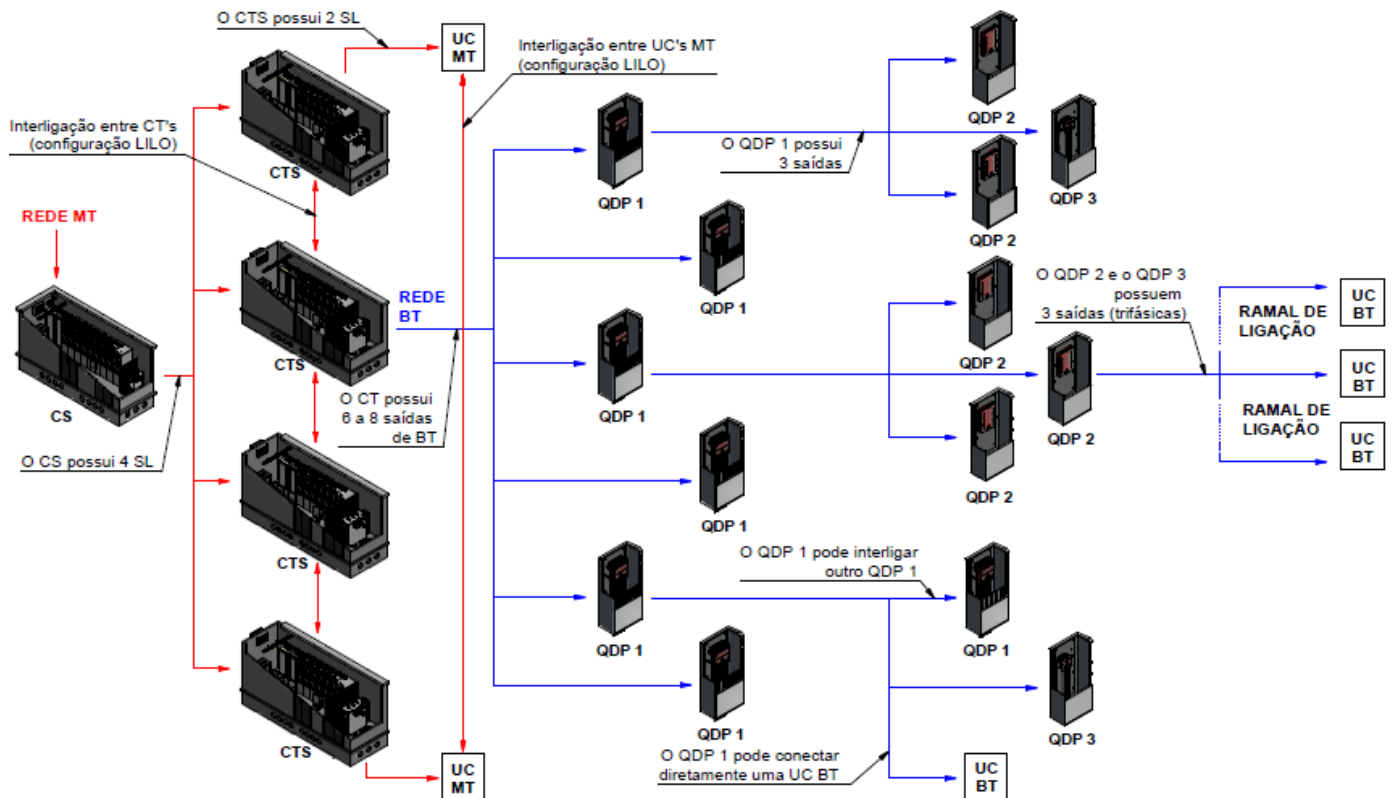 O CTS possui 2 SL
UC
MT
Interligação entre UC's MT
(configuração LILO)
Interligação entre CT's
(configuração LILO)
CTS
QDP 1
O QDP 1 possui
3 saídas
QDP 2
QDP 2
QDP 3
REDE MT
CS
O CS possui 4 SL
CTS
REDE
BT
O CT possui
6 a 8 saídas
de BT
QDP 1
QDP 1
QDP 2
QDP 2
QDP 2
O QDP 2 e o QDP 3
possuem
3 saídas (trifásicas)
RAMAL DE
LIGAÇÃO
RAMAL DE
LIGAÇÃO
UC
BT
UC
BT
UC
BT
CTS
QDP 1
O QDP 1 pode interligar
outro QDP 1
QDP 1
QDP 1
CTS
QDP 1
QDP 3
UC
MT
O QDP 1 pode conectar
diretamente uma UC BT
UC
BT